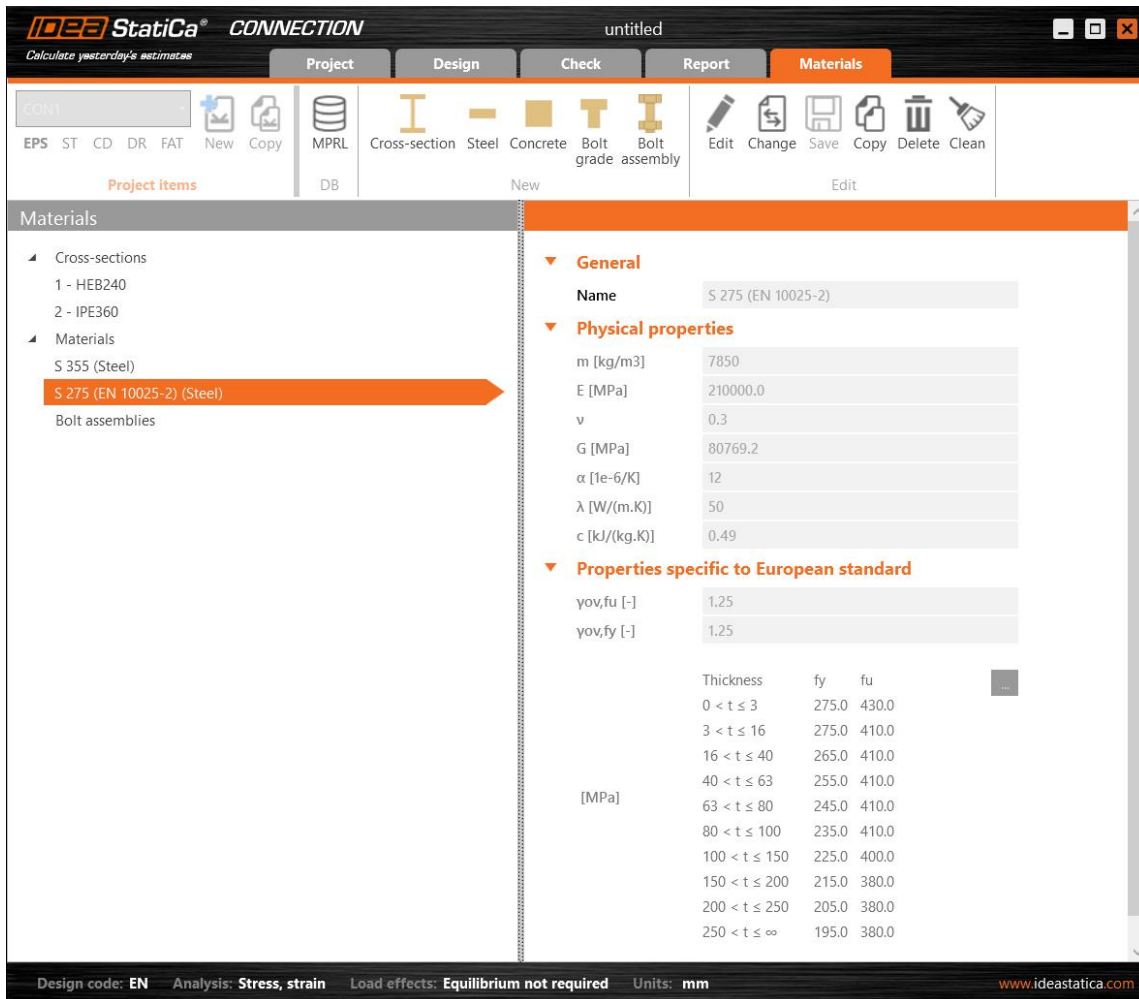 IDEA StatiCa® CONNECTION
untitled
Calculate yesterday's estimates
Project Design Check Report Materials
CON1
EPS ST CD DR FAT New Copy
Project items
MPRL
DB
Cross-section Steel Concrete Bolt grade Bolt assembly
New
Edit Change Save Copy Delete Clean
Edit
Materials
Cross-sections
1 - HEB240
2 - IPE360
Materials
S 355 (Steel)
S 275 (EN 10025-2) (Steel)
Bolt assemblies
General
Name S 275 (EN 10025-2)
Physical properties
m [kg/m3] 7850
E [MPa] 210000.0
ν 0.3
G [MPa] 80769.2
α [1e-6/K] 12
λ [W/(m.K)] 50
c [kJ/(kg.K)] 0.49
Properties specific to European standard
γov,fu [-] 1.25
γov,fy [-] 1.25
Thickness fy fu ...
0 < t ≤ 3 275.0 430.0
3 < t ≤ 16 275.0 410.0
16 < t ≤ 40 265.0 410.0
40 < t ≤ 63 255.0 410.0
[MPa]
63 < t ≤ 80 245.0 410.0
80 < t ≤ 100 235.0 410.0
100 < t ≤ 150 225.0 400.0
150 < t ≤ 200 215.0 380.0
200 < t ≤ 250 205.0 380.0
250 < t ≤ ∞ 195.0 380.0
Design code: EN Analysis: Stress, strain Load effects: Equilibrium not required Units: mm www.ideastatica.com